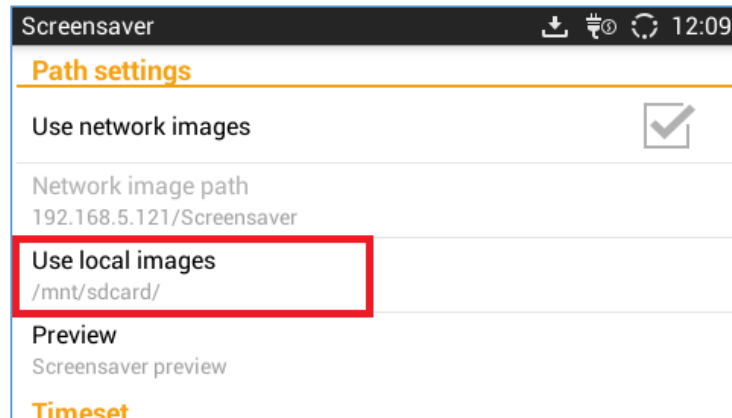 Screensaver 12:09
Path settings
Use network images
Network image path
192.168.5.121/Screensaver
Use local images
/mnt/sdcard/
Preview
Screensaver preview
Timeset